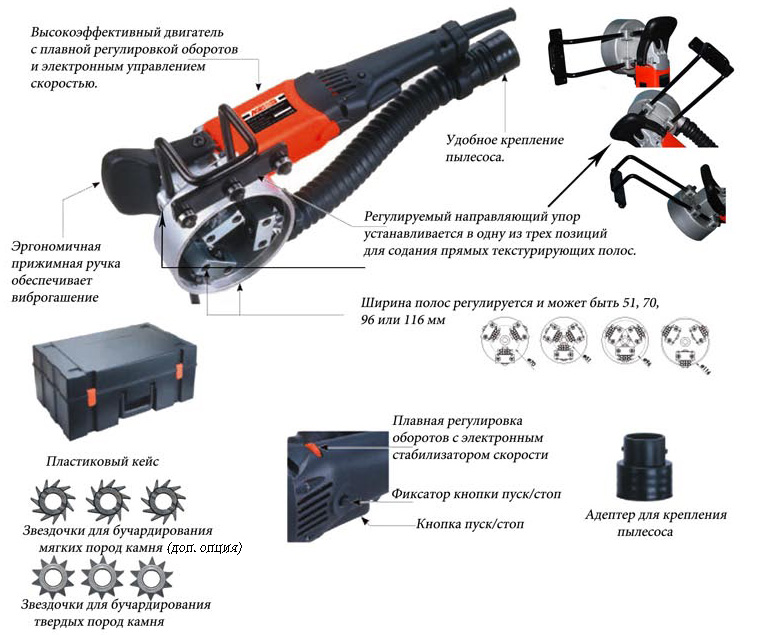 Высокоэффективный двигатель
с плавной регулировкой оборотов
и электронным управлением
скоростью.
Удобное крепление
пылесоса.
Регулируемый направляющий упор
устанавливается в одну из трех позиций
для содания прямых текстурирующих полос.
Эргономичная
прижимная ручка
обеспечивает
виброгашение
Ширина полос регулируется и может быть 51, 70,
96 или 116 мм
Пластиковый кейс
Плавная регулировка
оборотов с электронным
стабилизатором скорости
Фиксатор кнопки пуск/стоп
Кнопка пуск/стоп
Адаптер для крепления
пылесоса
Звездочки для бучардирования
мягких пород камня (доп. опция)
Звездочки для бучардирования
твердых пород камня